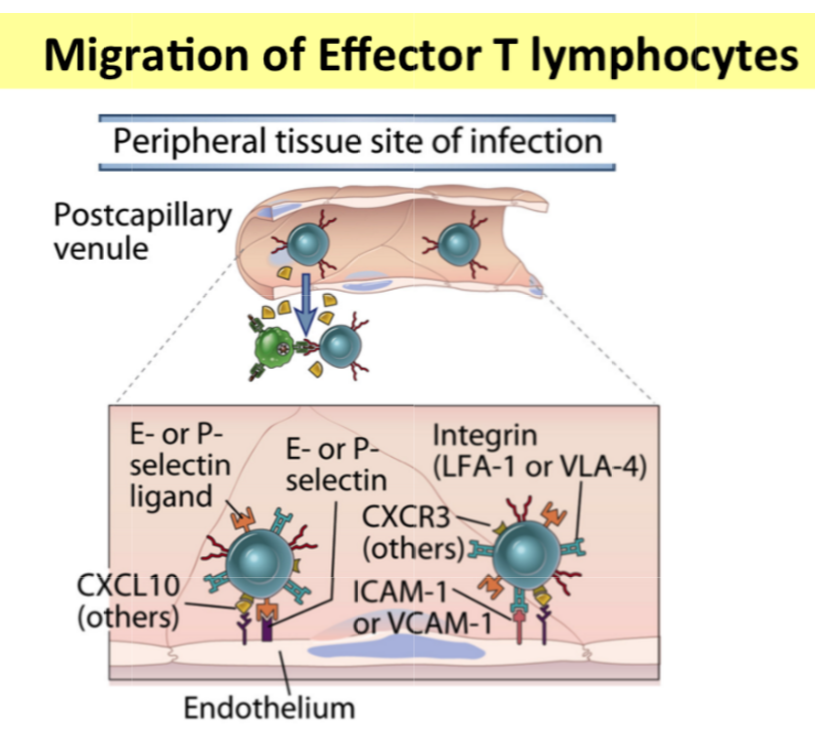 Migration of Effector T lymphocytes
Peripheral tissue site of infection
Postcapillary
venule
E- or P-
selectin
ligand
E- or P-
selectin
Integrin
(LFA-1 or VLA-4)
CXCR3
(others)
CXCL10
(others)
ICAM-1
or VCAM-1
Endothelium